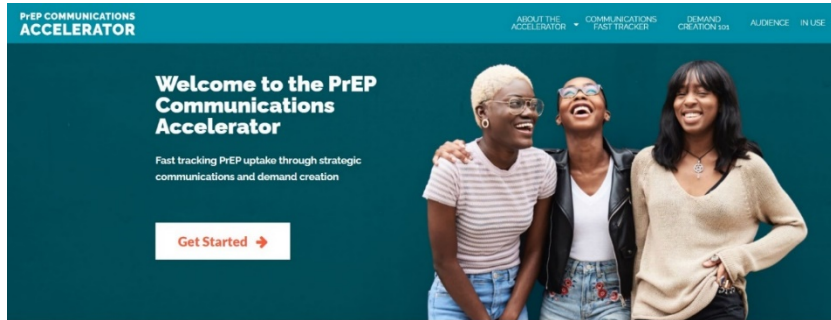 PrEP COMMUNICATIONS
ACCELERATOR
ABOUT THE
ACCELERATOR
COMMUNICATIONS
FAST TRACKER
DEMAND
CREATION 101
AUDIENCE
IN USE
Welcome to the PrEP
Communications
Accelerator
Fast tracking PrEP uptake through strategic
communications and demand creation
Get Started